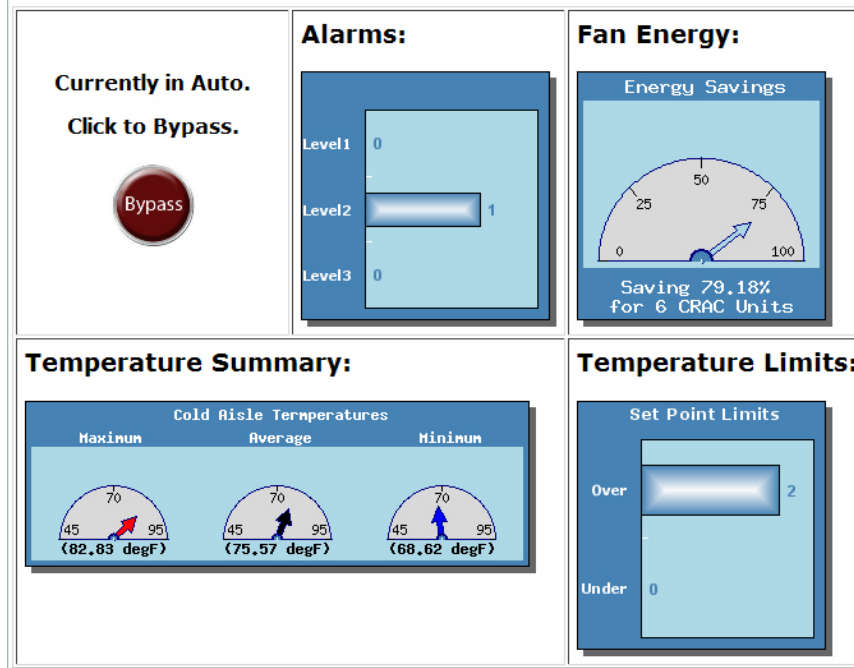 Currently in Auto.
Click to Bypass.
Bypass
Alarms:
Level1 0
Level2 1
Level3 0
Fan Energy:
Energy Savings
0 25 50 75 100
Saving 79.18%
for 6 CRAC Units
Temperature Summary:
Cold Aisle Termperatures
Maximum Average Minimum
45 70 95 45 70 95 45 70 95
(82.83 degF) (75.57 degF) (68.62 degF)
Temperature Limits:
Set Point Limits
Over 2
Under 0